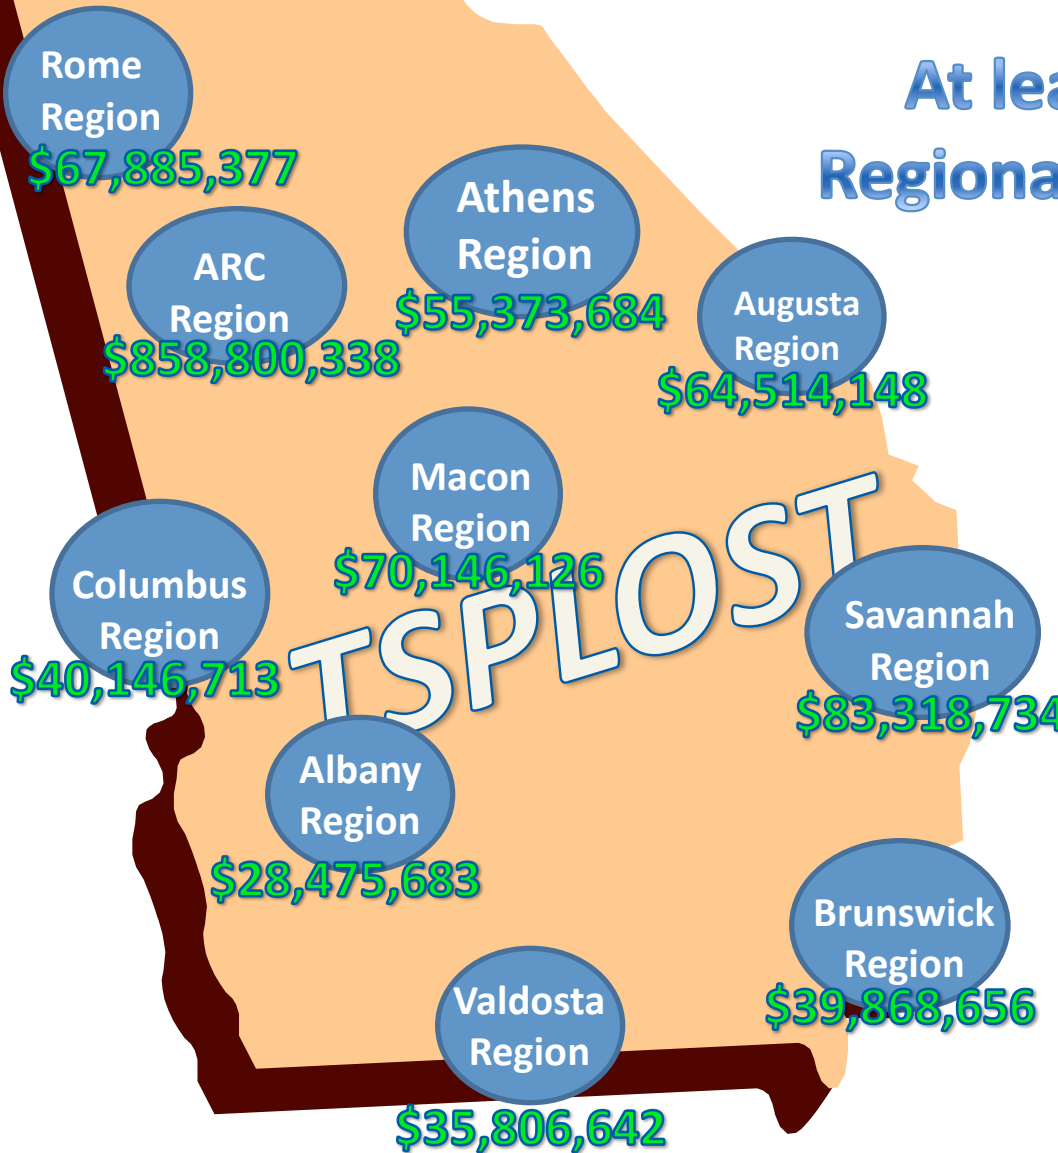 Rome
Region
$67,885,377
At
ARC
Region
$858,800,338
Athens
Region
$55,373,684
Augusta
Region
$64,514,148
Macon
Region
$70,146,126
TSPLOST
Columbus
Region
$40,146,713
Savannah
Region
$83,318,734
Albany
Region
$28,475,683
Brunswick
Region
$39,868,656
Valdosta
Region
$35,806,642